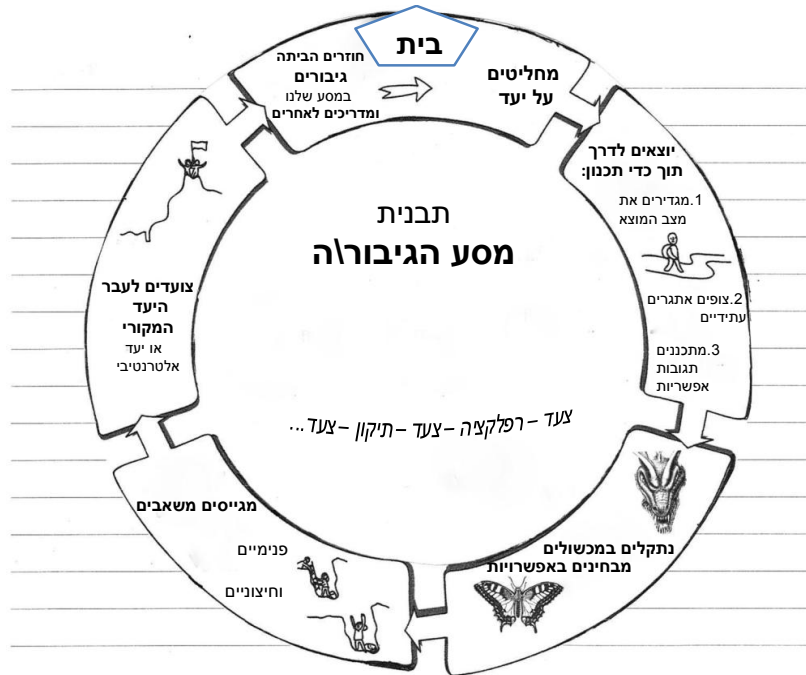 בית
מחליטים
על יעד
יוצאים לדרך
תוך כדי תכנון:
1.מגדירים את
מצב המוצא
2.צופים אתגרים
עתידיים
3.מתכננים
תגובות
אפשריות
נתקלים במכשולים
מבחינים באפשרויות
מגייסים משאבים
פנימיים
וחיצוניים
צועדים לעבר
היעד
המקורי
או יעד
אלטרנטיבי
חוזרים הביתה
גיבורים
במסע שלנו
ומדריכים לאחרים
תבנית
מסע הגיבור\ה
צעד – רפלקציה – צעד – תיקון – צעד...